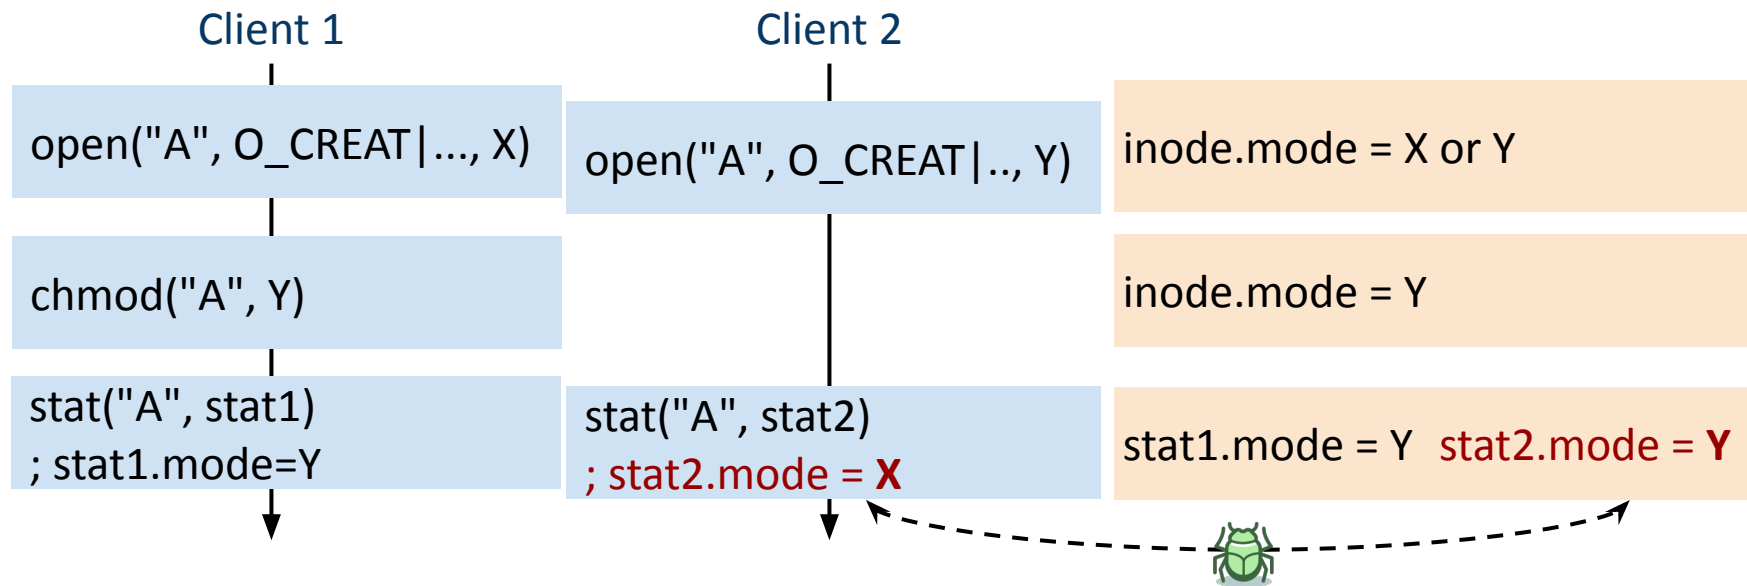 Client 1
Client 2
open("A", O_CREAT|..., X)
open("A", O_CREAT|.., Y)
inode.mode = X or Y
chmod("A", Y)
inode.mode = Y
stat("A", stat1)
; stat1.mode=Y
stat("A", stat2)
; stat2.mode = X
stat1.mode = Y stat2.mode = Y